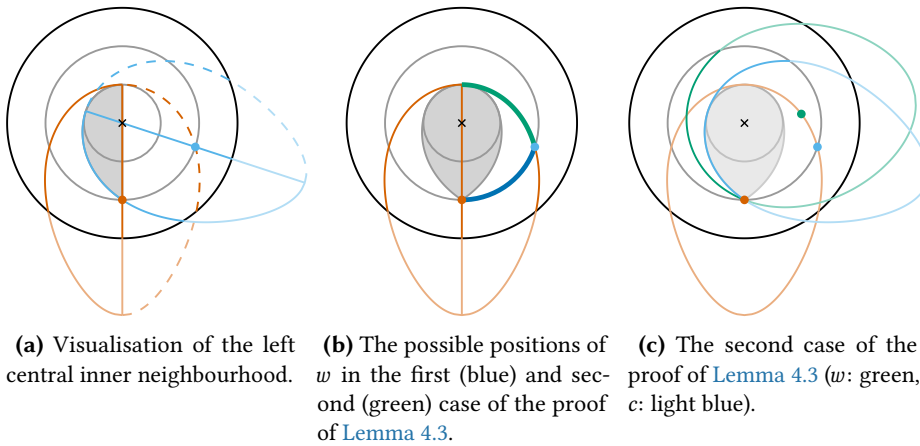 (a) Visualisation of the left
central inner neighbourhood.
(b) The possible positions of
w in the first (blue) and sec-
ond (green) case of the proof
of Lemma 4.3.
(c) The second case of the
proof of Lemma 4.3 (w: green,
c: light blue).